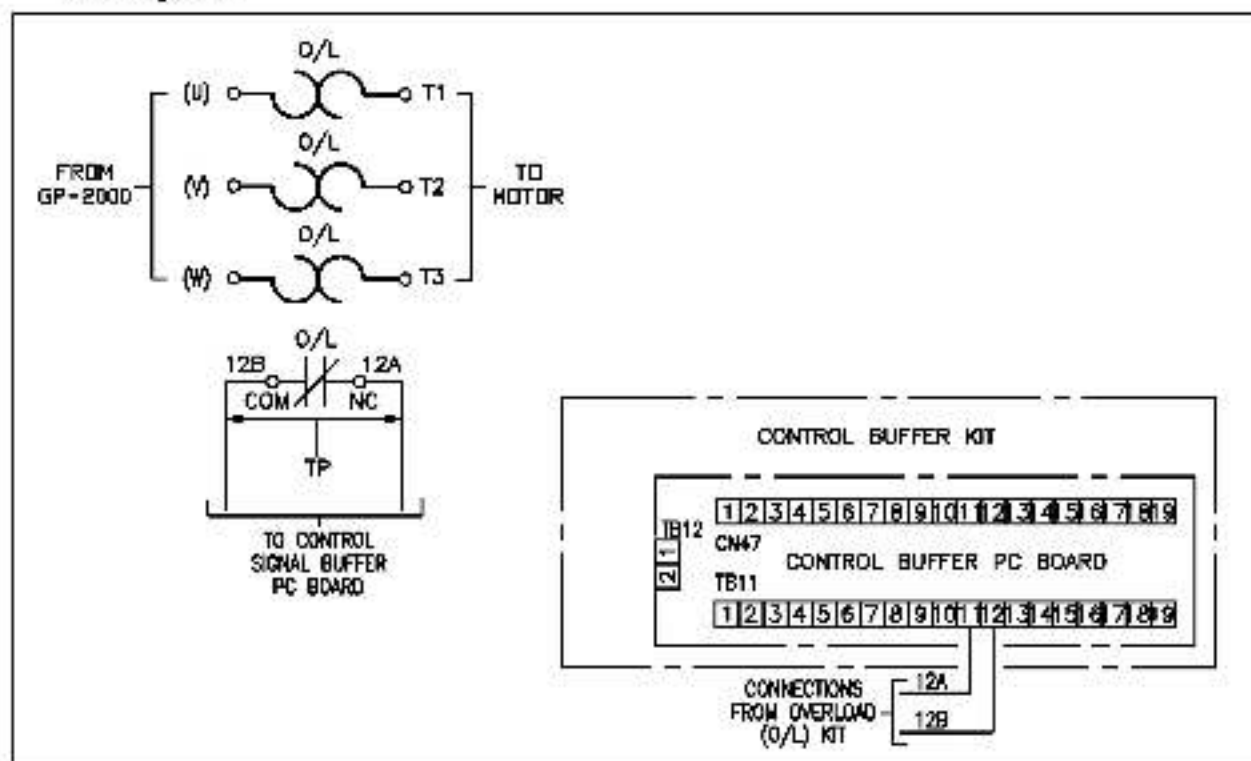 O/L
(U) T1
O/L
FROM
GP-2000
(V) T2
TO
MOTOR
O/L
(W) T3
O/L
12B 12A
COM NC
TP
TO CONTROL
SIGNAL BUFFER
PC BOARD
CONTROL BUFFER KIT
TB12
1
2
1 2 3 4 5 6 7 8 9 10 11 12 13 14 15 16 17 18 19
CN47
CONTROL BUFFER PC BOARD
TB11
1 2 3 4 5 6 7 8 9 10 11 12 13 14 15 16 17 18 19
CONNECTIONS
FROM OVERLOAD
(O/L) KIT
12A
12B